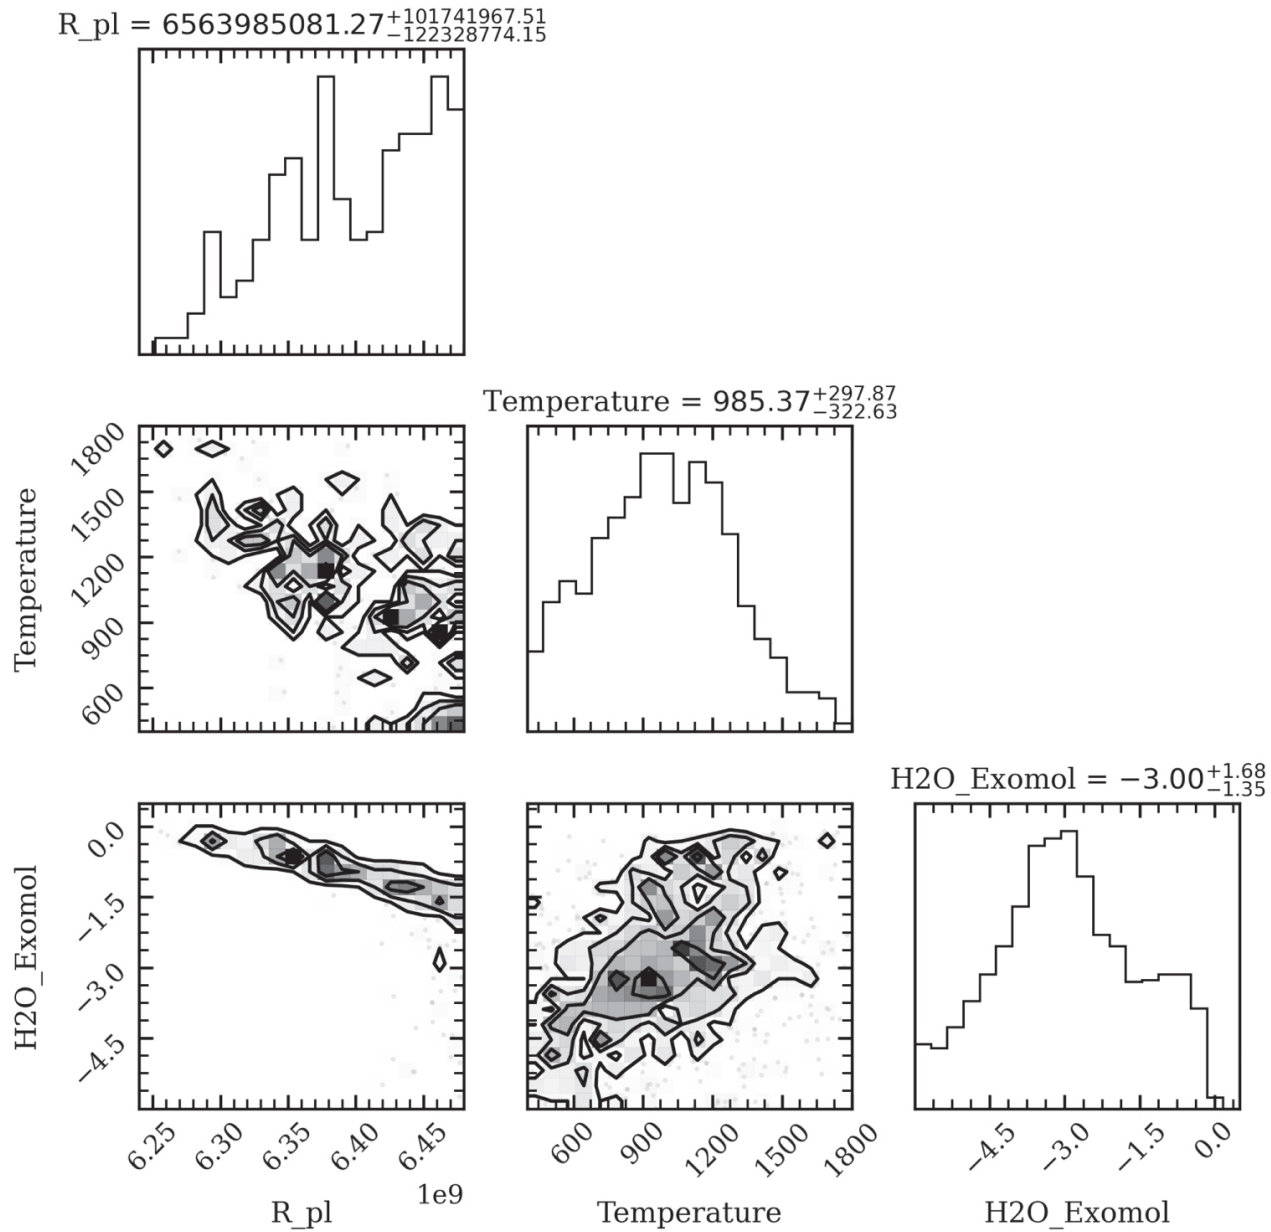 R_pl = 6563985081.27+101741967.51−122328774.15
Temperature = 985.37+297.87−322.63
1800
1500
1200
900
600
Temperature
H2O_Exomol = −3.00+1.68−1.35
0.0
−1.5
−3.0
−4.5
H2O_Exomol
6.25 6.30 6.35 6.40 6.45
1e9
R_pl
600 900 1200 1500 1800
Temperature
−4.5 −3.0 −1.5 0.0
H2O_Exomol